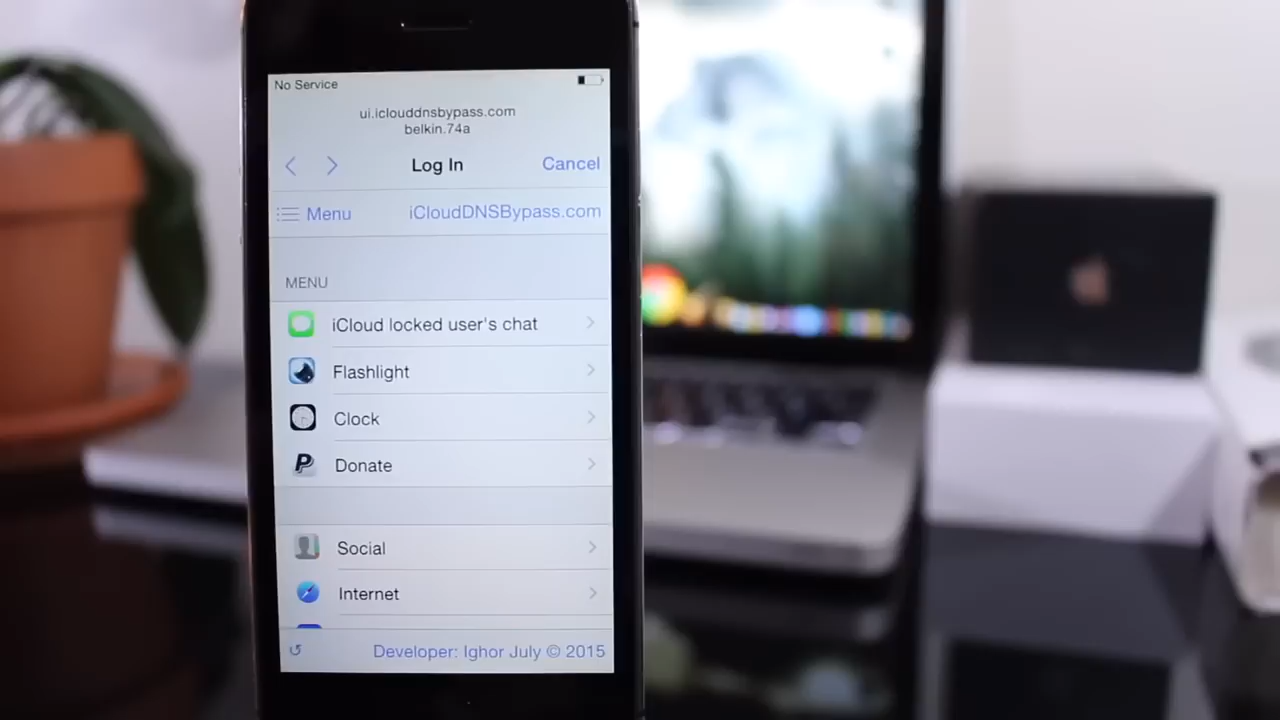 No Service
ui.iclouddnsbypass.com
belkin.74a
Log In
Cancel
Menu
iCloudDNSBypass.com
MENU
iCloud locked user's chat
Flashlight
Clock
Donate
Social
Internet
Developer: Ighor July © 2015